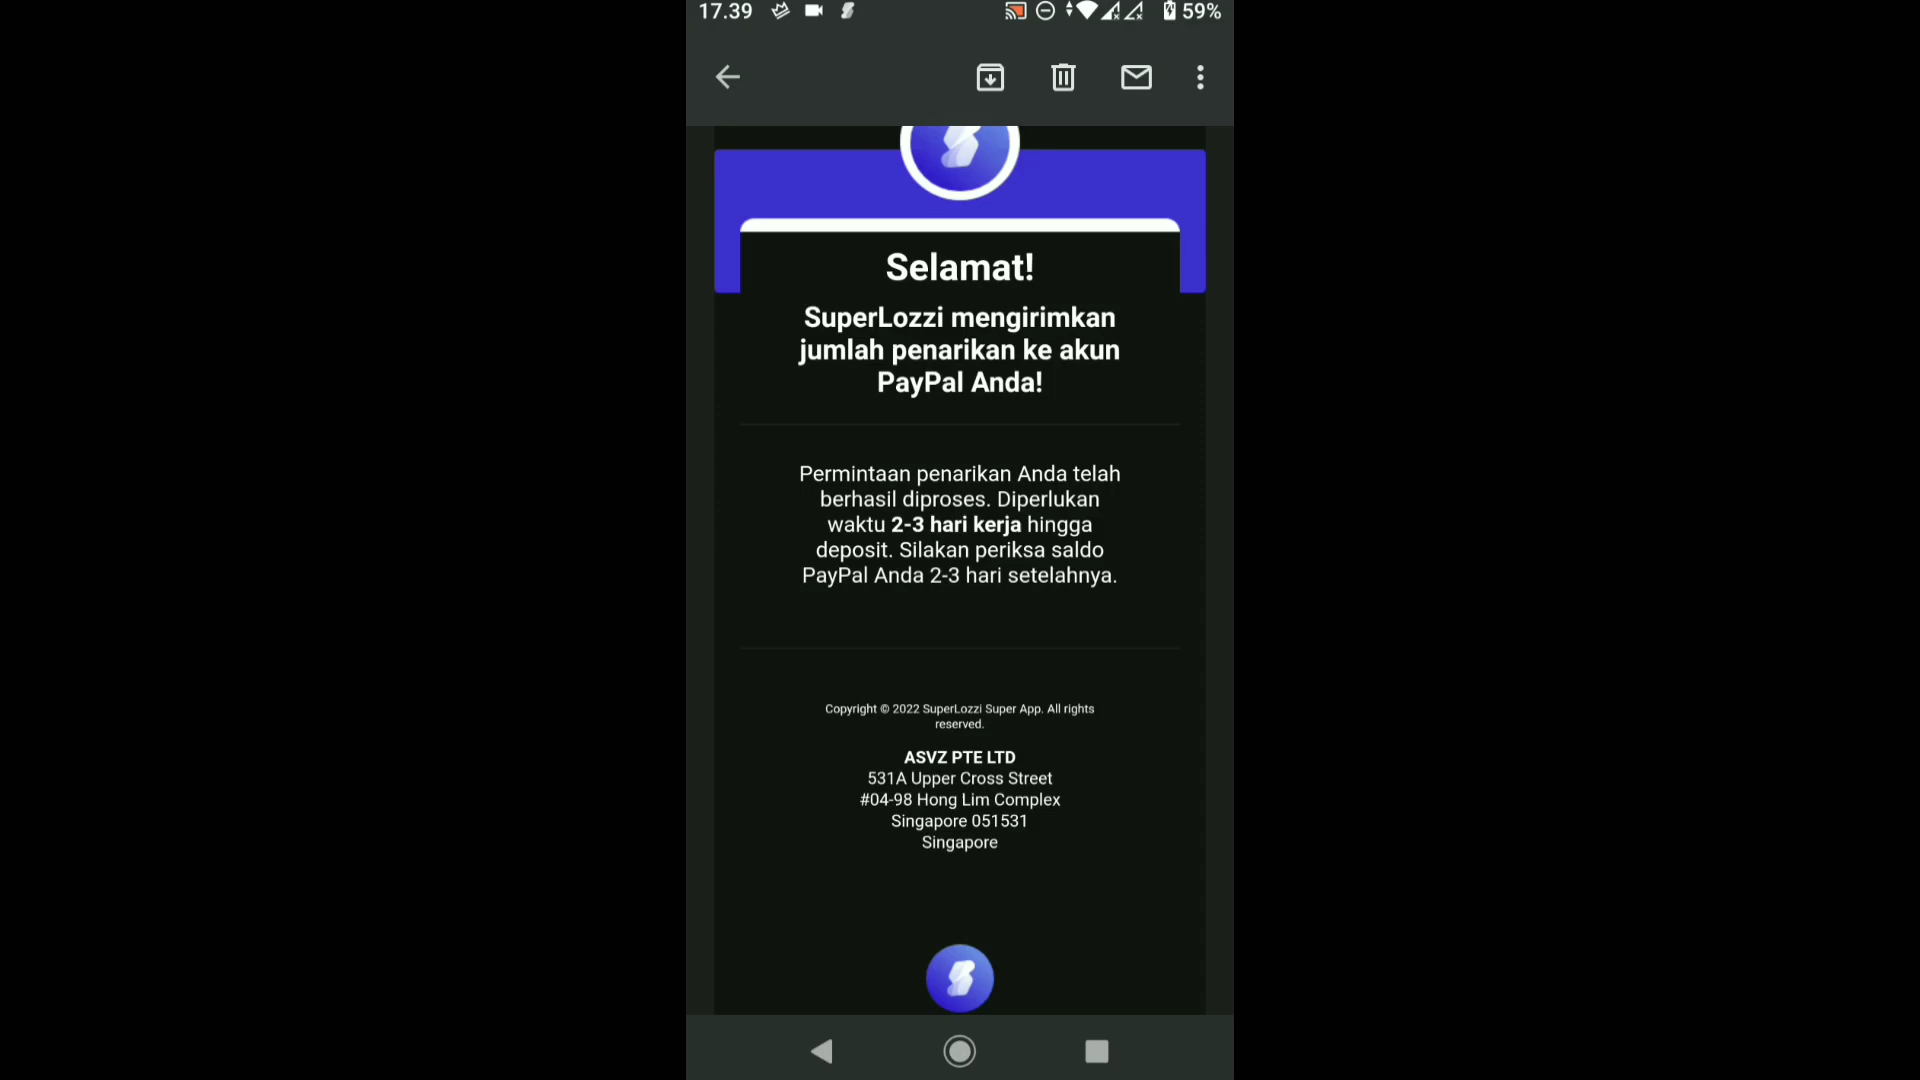 17.39
59%
Selamat!
SuperLozzi mengirimkan
jumlah penarikan ke akun
PayPal Anda!
Permintaan penarikan Anda telah
berhasil diproses. Diperlukan
waktu 2-3 hari kerja hingga
deposit. Silakan periksa saldo
PayPal Anda 2-3 hari setelahnya.
Copyright © 2022 SuperLozzi Super App. All rights
reserved.
ASVZ PTE LTD
531A Upper Cross Street
#04-98 Hong Lim Complex
Singapore 051531
Singapore